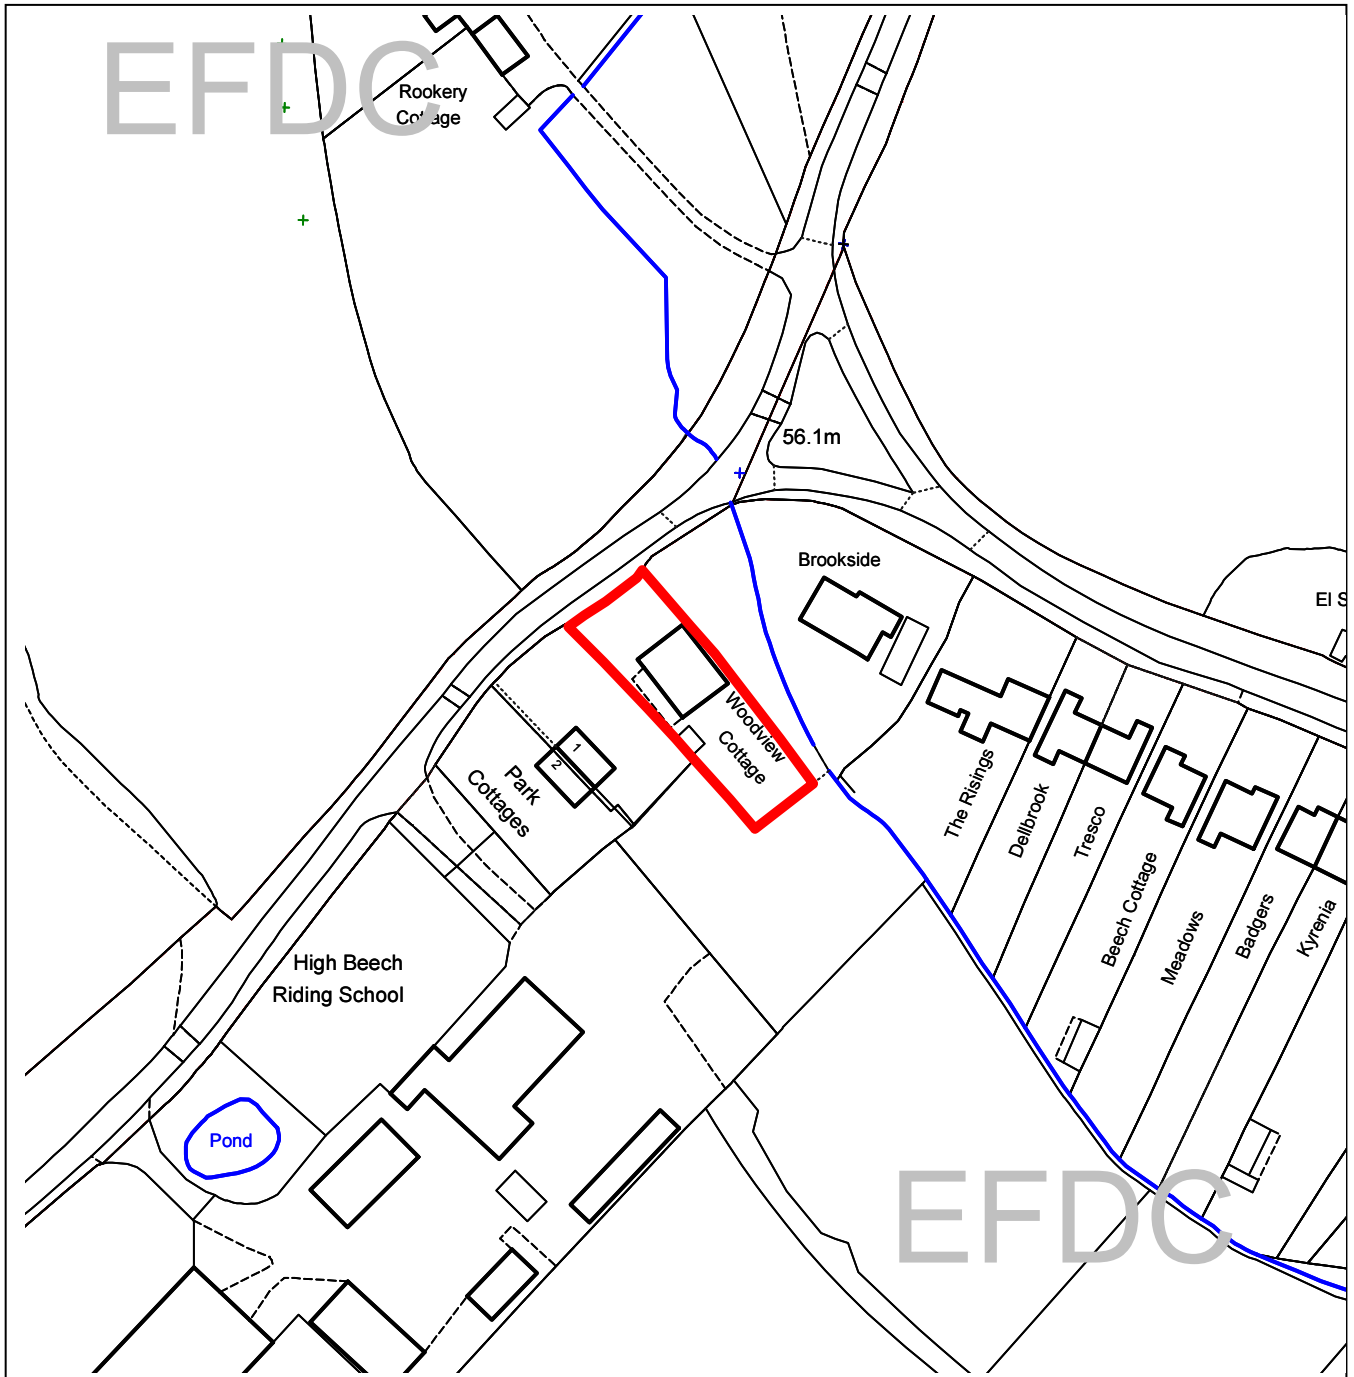 EFDC
Rookery
Cottage
56.1m
Brookside
El S
Woodview
Cottage
1
2
Park
Cottages
The Risings
Dellbrook
Tresco
Beech Cottage
Meadows
Badgers
Kyrenia
High Beech
Riding School
Pond
EFDC